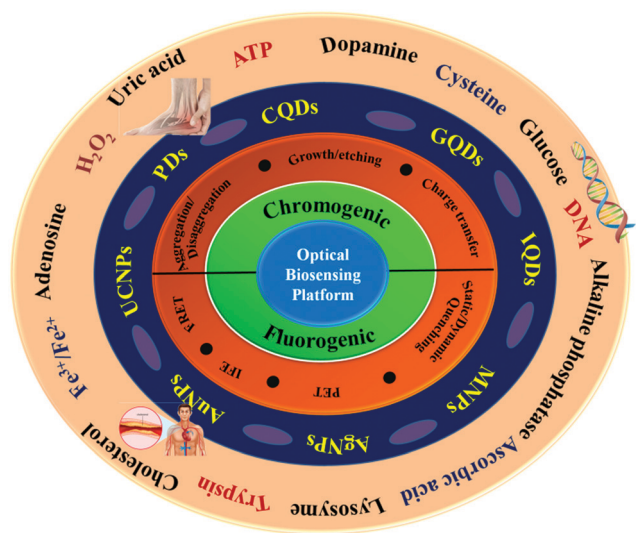 Optical
Biosensing
Platform
Chromogenic
Fluorogenic
Aggregation/
Disaggregation
Growth/etching
Charge transfer
Static/Dynamic
Quenching
PET
IFE
FRET
CQDs
GQDs
IQDs
MNPs
AgNPs
AuNPs
UCNPs
PDs
Dopamine
Cysteine
Glucose
DNA
Alkaline phosphatase
Ascorbic acid
Lysosyme
Trypsin
Cholesterol
Fe³⁺/Fe²⁺
Adenosine
H₂O₂
Uric acid
ATP